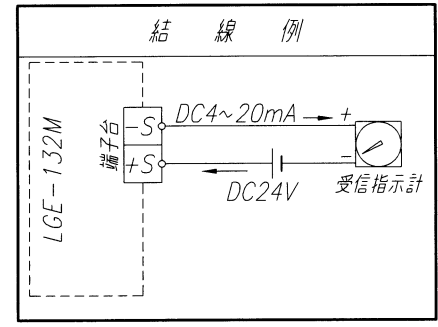 結線例
LGE-132M
端子台
-S
+S
DC4~20mA
+
-
DC24V
受信指示計